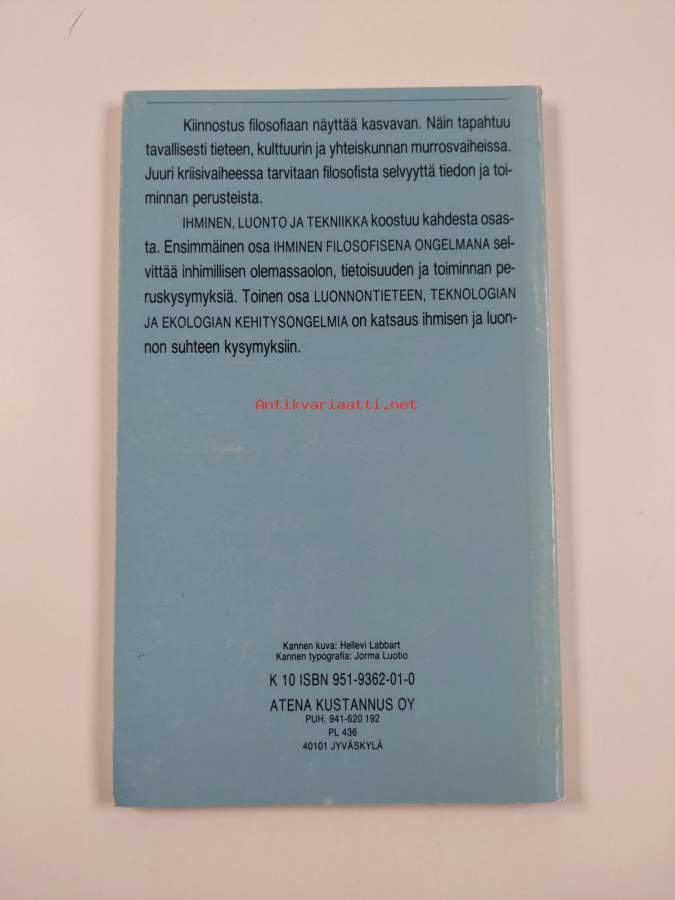 Kiinnostus filosofiaan näyttää kasvavan. Näin tapahtuu
tavallisesti tieteen, kulttuurin ja yhteiskunnan murrosvaiheissa.
Juuri kriisivaiheessa tarvitaan filosofista selvyyttä tiedon ja toi-
minnan perusteista.
IHMINEN, LUONTO JA TEKNIIKKA koostuu kahdesta osas-
ta. Ensimmäinen osa IHMINEN FILOSOFISENA ONGELMANA sel-
vittää inhimillisen olemassaolon, tietoisuuden ja toiminnan pe-
ruskysymyksiä. Toinen osa LUONNONTIETEEN, TEKNOLOGIAN
JA EKOLOGIAN KEHITYSONGELMIA on katsaus ihmisen ja luon-
non suhteen kysymyksiin.
Antikvariaatti.net
Kannen kuva: Hellevi Labbart
Kannen typografia: Jorma Luotio
K 10 ISBN 951-9362-01-0
ATENA KUSTANNUS OY
PUH. 941-620 192
PL 436
40101 JYVÄSKYLÄ